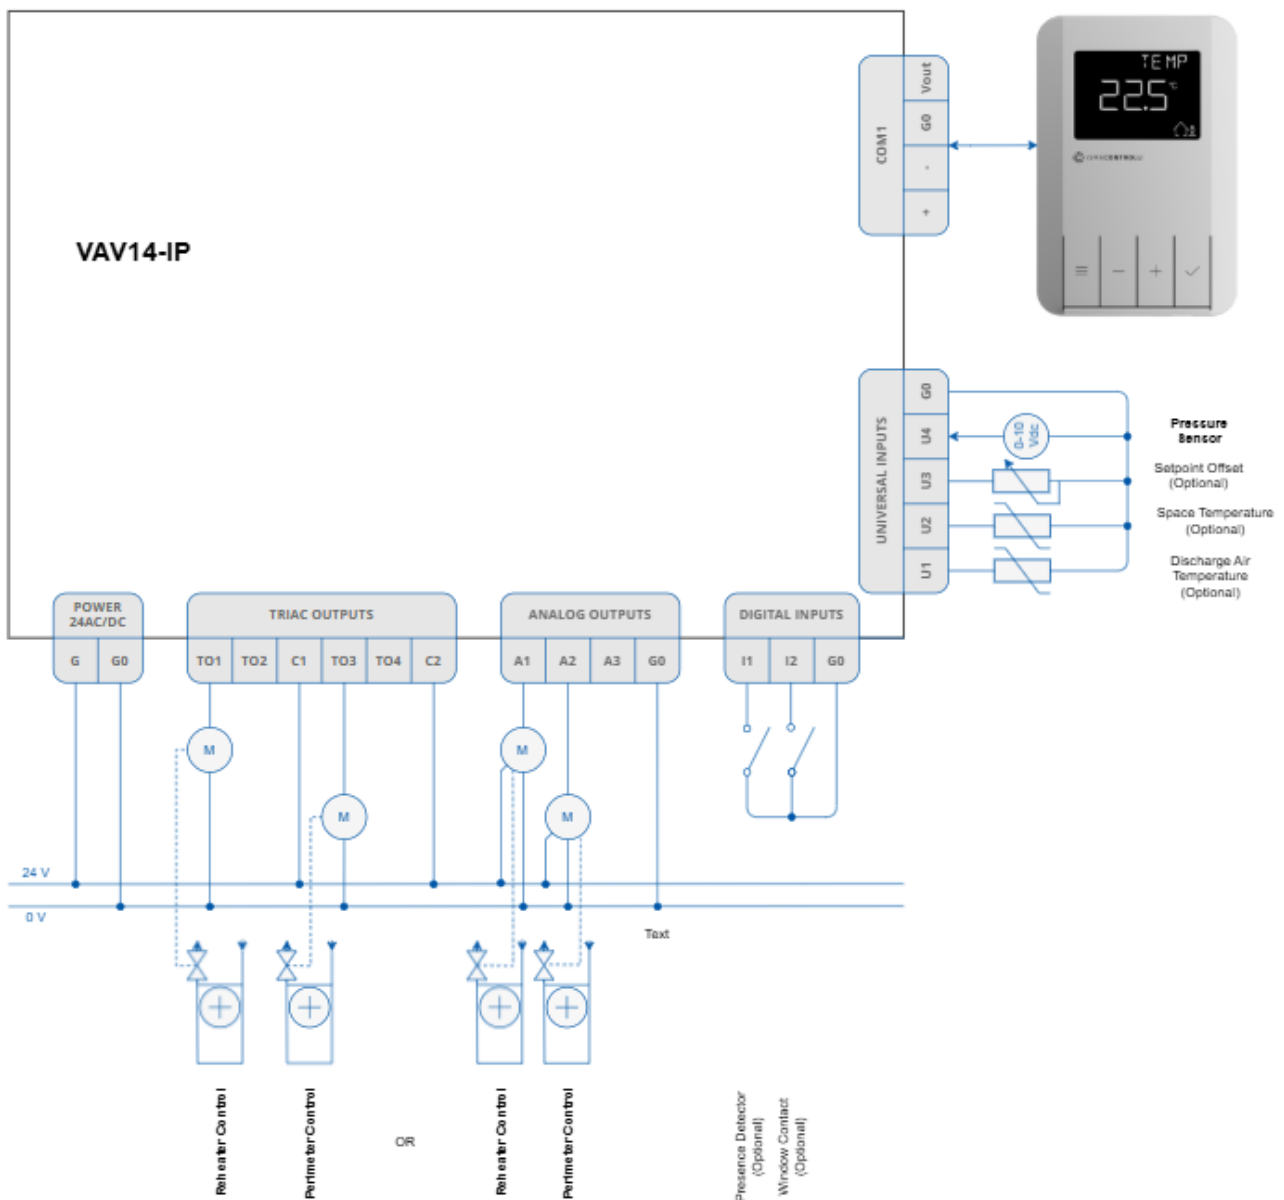 VAV14-IP
COM1
Vout
G0
-
+
TEMP
22.5 °C
UNIVERSAL INPUTS
G0
U4
U3
U2
U1
0-10
Vdc
Pressure
Sensor
Setpoint Offset
(Optional)
Space Temperature
(Optional)
Discharge Air
Temperature
(Optional)
POWER
24AC/DC
G G0
TRIAC OUTPUTS
TO1 TO2 C1 TO3 TO4 C2
ANALOG OUTPUTS
A1 A2 A3 G0
DIGITAL INPUTS
I1 I2 G0
M
M
M
M
24 V
0 V
Text
Reheater Control
Perimeter Control
OR
Reheater Control
Perimeter Control
Presence Detector
(Optional)
Window Contact
(Optional)